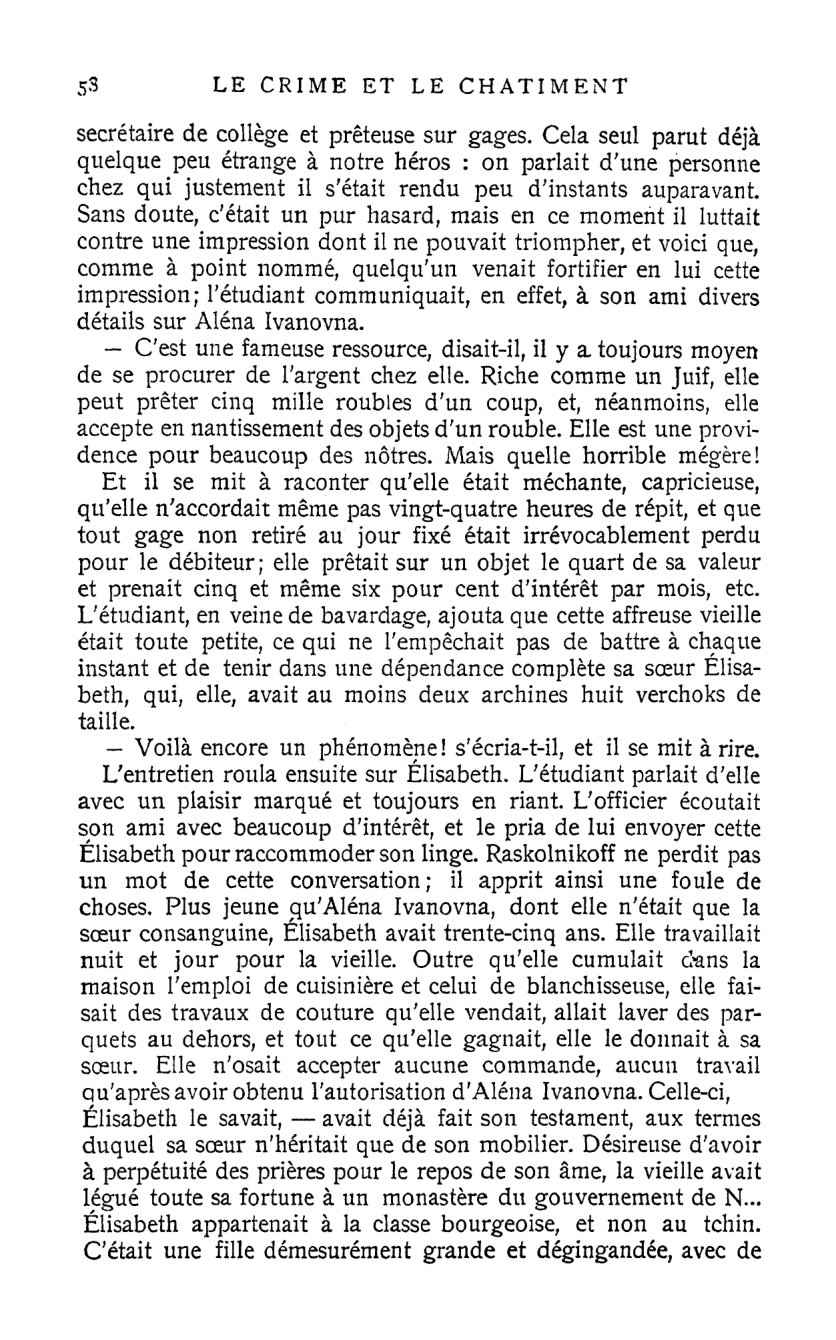 58 LE CRIME ET LE CHATIMENT
secrétaire de collège et prêteuse sur gages. Cela seul parut déjà
quelque peu étrange à notre héros : on parlait d'une personne
chez qui justement il s'était rendu peu d'instants auparavant.
Sans doute, c'était un pur hasard, mais en ce moment il luttait
contre une impression dont il ne pouvait triompher, et voici que,
comme à point nommé, quelqu'un venait fortifier en lui cette
impression; l'étudiant communiquait, en effet, à son ami divers
détails sur Aléna Ivanovna.
— C'est une fameuse ressource, disait-il, il y a toujours moyen
de se procurer de l'argent chez elle. Riche comme un Juif, elle
peut prêter cinq mille roubles d'un coup, et, néanmoins, elle
accepte en nantissement des objets d'un rouble. Elle est une provi-
dence pour beaucoup des nôtres. Mais quelle horrible mégère!
Et il se mit à raconter qu'elle était méchante, capricieuse,
qu'elle n'accordait même pas vingt-quatre heures de répit, et que
tout gage non retiré au jour fixé était irrévocablement perdu
pour le débiteur; elle prêtait sur un objet le quart de sa valeur
et prenait cinq et même six pour cent d'intérêt par mois, etc.
L'étudiant, en veine de bavardage, ajouta que cette affreuse vieille
était toute petite, ce qui ne l'empêchait pas de battre à chaque
instant et de tenir dans une dépendance complète sa sœur Élisa-
beth, qui, elle, avait au moins deux archines huit verchoks de
taille.
— Voilà encore un phénomène! s'écria-t-il, et il se mit à rire.
L'entretien roula ensuite sur Élisabeth. L'étudiant parlait d'elle
avec un plaisir marqué et toujours en riant. L'officier écoutait
son ami avec beaucoup d'intérêt, et le pria de lui envoyer cette
Élisabeth pour raccommoder son linge. Raskolnikoff ne perdit pas
un mot de cette conversation; il apprit ainsi une foule de
choses. Plus jeune qu'Aléna Ivanovna, dont elle n'était que la
sœur consanguine, Élisabeth avait trente-cinq ans. Elle travaillait
nuit et jour pour la vieille. Outre qu'elle cumulait dans la
maison l'emploi de cuisinière et celui de blanchisseuse, elle fai-
sait des travaux de couture qu'elle vendait, allait laver des par-
quets au dehors, et tout ce qu'elle gagnait, elle le donnait à sa
sœur. Elle n'osait accepter aucune commande, aucun travail
qu'après avoir obtenu l'autorisation d'Aléna Ivanovna. Celle-ci,
Élisabeth le savait, — avait déjà fait son testament, aux termes
duquel sa sœur n'héritait que de son mobilier. Désireuse d'avoir
à perpétuité des prières pour le repos de son âme, la vieille avait
légué toute sa fortune à un monastère du gouvernement de N...
Élisabeth appartenait à la classe bourgeoise, et non au tchin.
C'était une fille démesurément grande et dégingandée, avec de